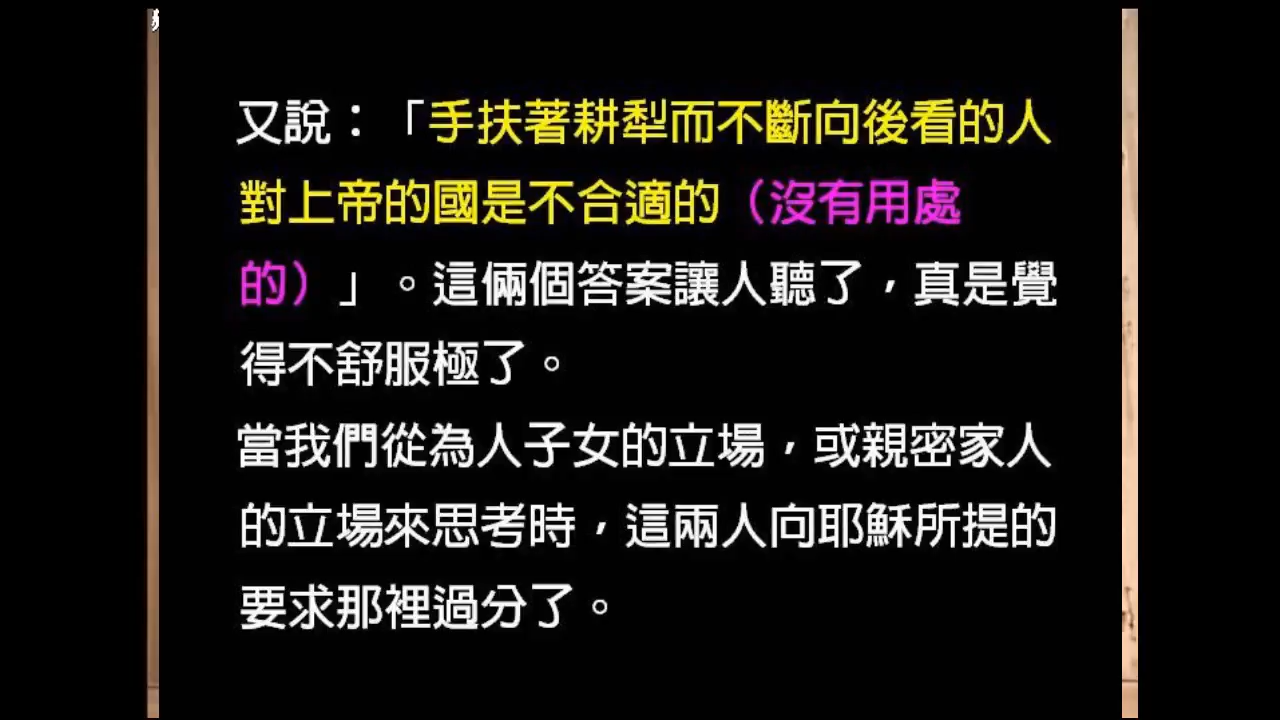 又說：「手扶著耕犁而不斷向後看的人
對上帝的國是不合適的（沒有用處
的）」。這倆個答案讓人聽了，真是覺
得不舒服極了。
當我們從為人子女的立場，或親密家人
的立場來思考時，這兩人向耶穌所提的
要求那裡過分了。